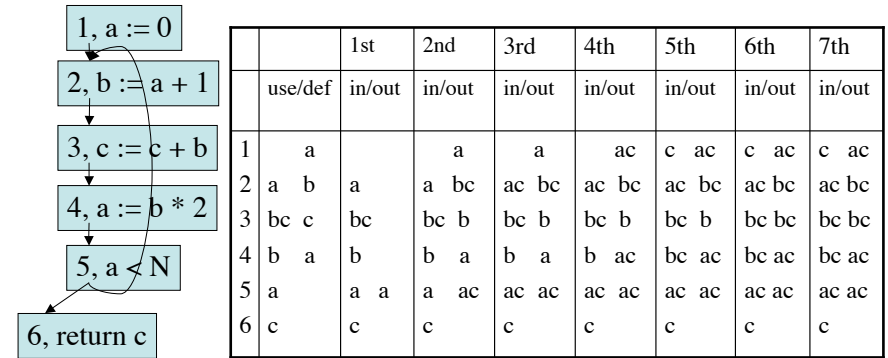 1, a := 0
2, b := a + 1
3, c := c + b
4, a := b * 2
5, a < N
6, return c
1st 2nd 3rd 4th 5th 6th 7th
use/def in/out in/out in/out in/out in/out in/out in/out
1 a a a ac c ac c ac c ac
2 a b a a bc ac bc ac bc ac bc ac bc ac bc
3 bc c bc bc b bc b bc b bc b bc bc bc bc
4 b a b b a b a b ac bc ac bc ac bc ac
5 a a a a ac ac ac ac ac ac ac ac ac ac ac
6 c c c c c c c c